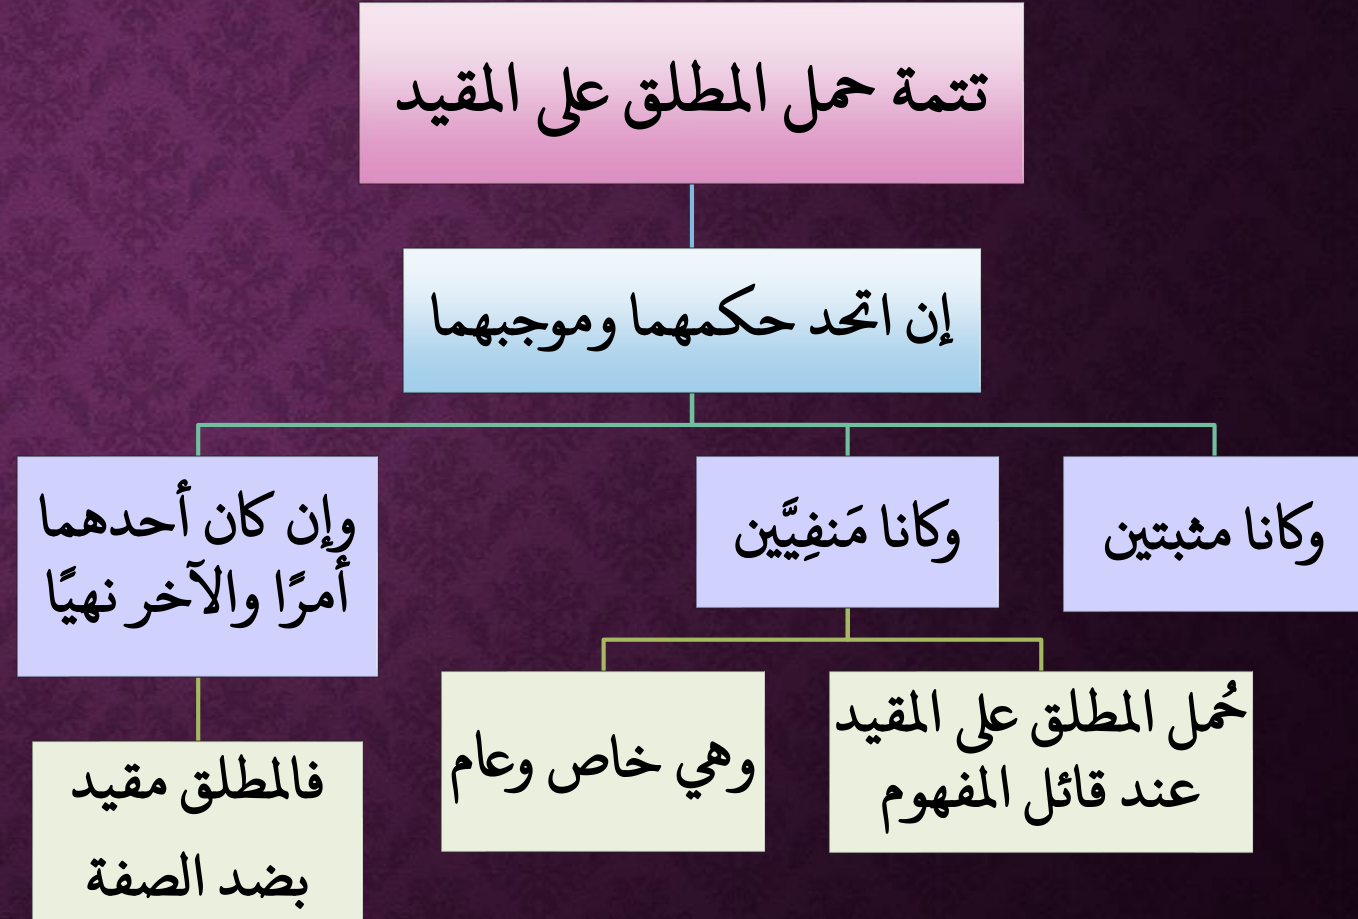 تتمة حمل المطلق على المقيد
إن اتحد حكمهما وموجبهما
وكانا مثبتين
وكانا مَنفِيَّين
وإن كان أحدهما
أمرًا والآخر نهيًا
حُمل المطلق على المقيد
عند قائل المفهوم
وهي خاص وعام
فالمطلق مقيد
بضد الصفة